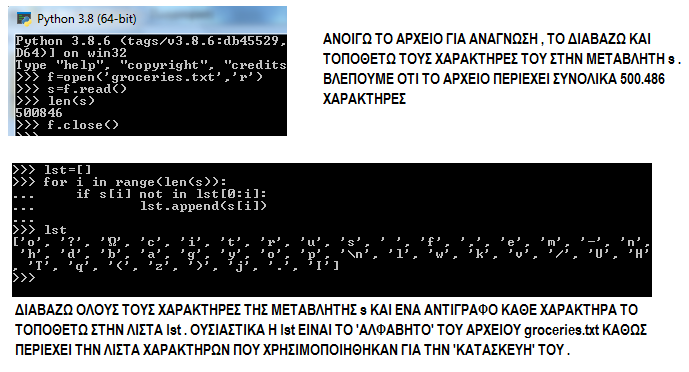 Python 3.8 (64-bit)
Python 3.8.6 (tags/v3.8.6:db45529,
D64)] on win32
Type "help", "copyright", "credits
>>> f=open('groceries.txt','r')
>>> s=f.read()
>>> len(s)
500846
>>> f.close()
>>>
ΑΝΟΙΓΩ ΤΟ ΑΡΧΕΙΟ ΓΙΑ ΑΝΑΓΝΩΣΗ , ΤΟ ΔΙΑΒΑΖΩ ΚΑΙ
ΤΟΠΟΘΕΤΩ ΤΟΥΣ ΧΑΡΑΚΤΗΡΕΣ ΤΟΥ ΣΤΗΝ ΜΕΤΑΒΛΗΤΗ s .
ΒΛΕΠΟΥΜΕ ΟΤΙ ΤΟ ΑΡΧΕΙΟ ΠΕΡΙΕΧΕΙ ΣΥΝΟΛΙΚΑ 500.486
ΧΑΡΑΚΤΗΡΕΣ
>>> lst=[]
>>> for i in range(len(s)):
...     if s[i] not in lst[0:i]:
...             lst.append(s[i])
...
>>> lst
['ο', '?', 'Ώ', 'c', 'i', 't', 'r', 'u', 's', ' ', 'f', ',', 'e', 'm', '-', 'n',
 'h', 'd', 'b', 'a', 'g', 'y', 'o', 'p', '\n', 'l', 'w', 'k', 'v', '/', 'U', 'H'
, 'T', 'q', '(', 'z', ')', 'j', '.', 'I']
>>>
ΔΙΑΒΑΖΩ ΟΛΟΥΣ ΤΟΥΣ ΧΑΡΑΚΤΗΡΕΣ ΤΗΣ ΜΕΤΑΒΛΗΤΗΣ s ΚΑΙ ΕΝΑ ΑΝΤΙΓΡΑΦΟ ΚΑΘΕ ΧΑΡΑΚΤΗΡΑ ΤΟ
ΤΟΠΟΘΕΤΩ ΣΤΗΝ ΛΙΣΤΑ lst . ΟΥΣΙΑΣΤΙΚΑ Η lst ΕΙΝΑΙ ΤΟ 'ΑΛΦΑΒΗΤΟ' ΤΟΥ ΑΡΧΕΙΟΥ groceries.txt ΚΑΘΩΣ
ΠΕΡΙΕΧΕΙ ΤΗΝ ΛΙΣΤΑ ΧΑΡΑΚΤΗΡΩΝ ΠΟΥ ΧΡΗΣΙΜΟΠΟΙΗΘΗΚΑΝ ΓΙΑ ΤΗΝ 'ΚΑΤΑΣΚΕΥΗ' ΤΟΥ .